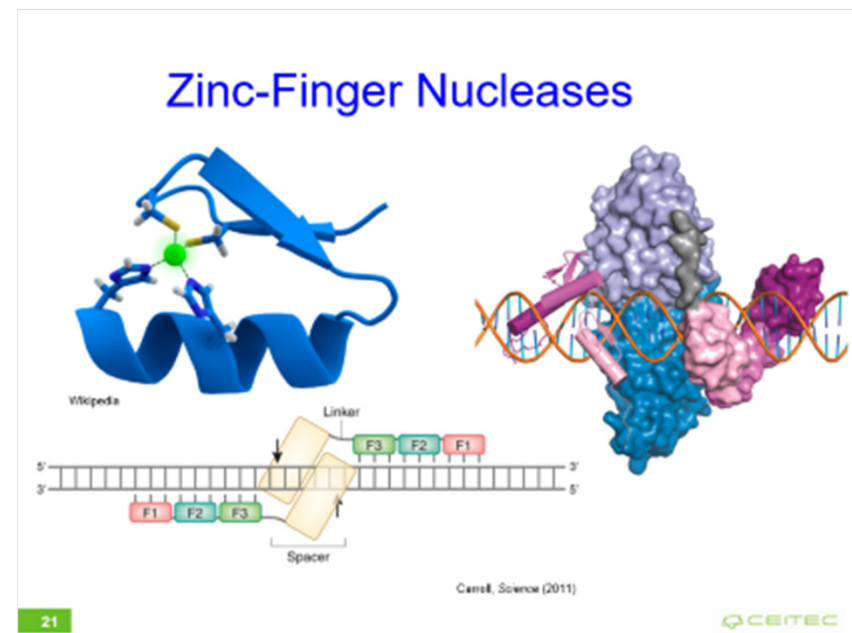 Zinc-Finger Nucleases
Wikipedia
Linker
F3 F2 F1
5' 3'
3' 5'
F1 F2 F3
Spacer
Carroll, Science (2011)
21
CEITEC